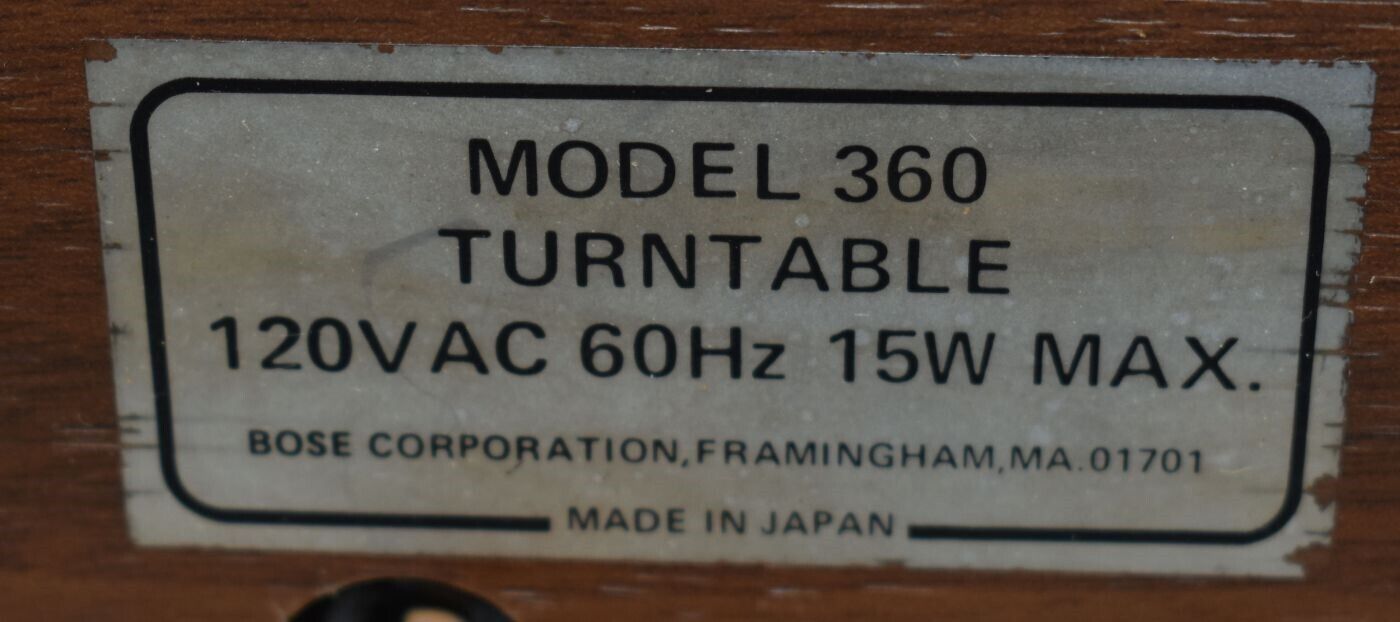 MODEL 360
TURNTABLE
120VAC 60Hz 15W MAX.
BOSE CORPORATION,FRAMINGHAM,MA.01701
MADE IN JAPAN